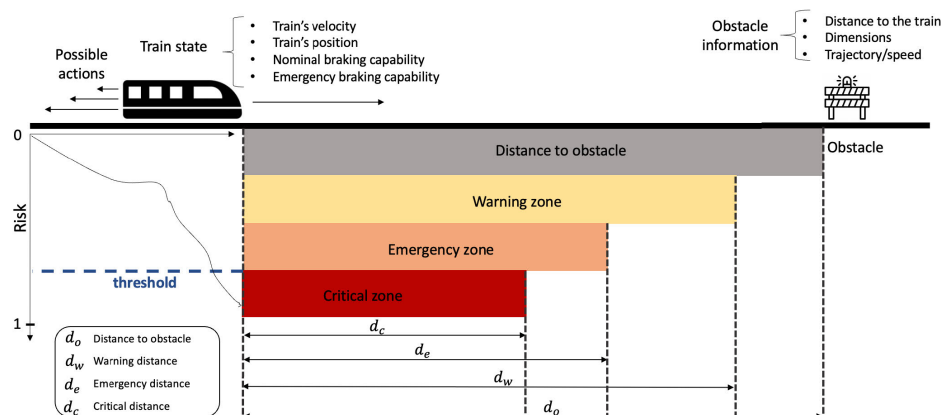 Possible
actions
Train state
• Train's velocity
• Train's position
• Nominal braking capability
• Emergency braking capability
Obstacle
information
• Distance to the train
• Dimensions
• Trajectory/speed
0
Distance to obstacle
Obstacle
Warning zone
Risk
Emergency zone
threshold
Critical zone
1
d_c
d_e
d_w
d_o
d_o Distance to obstacle
d_w Warning distance
d_e Emergency distance
d_c Critical distance